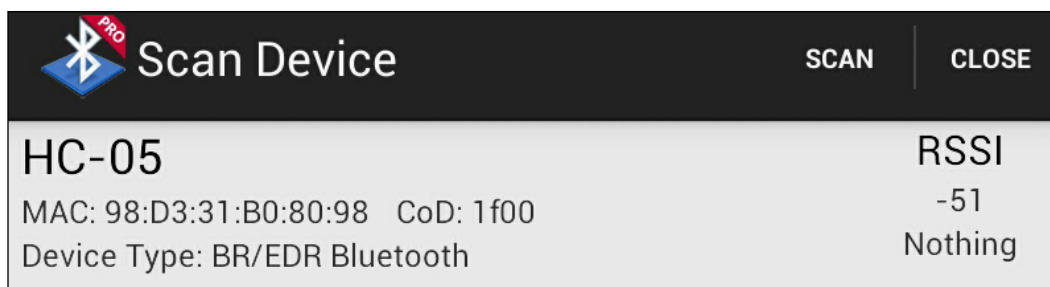 PRO
Scan Device SCAN CLOSE
HC-05 RSSI
MAC: 98:D3:31:B0:80:98 CoD: 1f00 -51
Device Type: BR/EDR Bluetooth Nothing